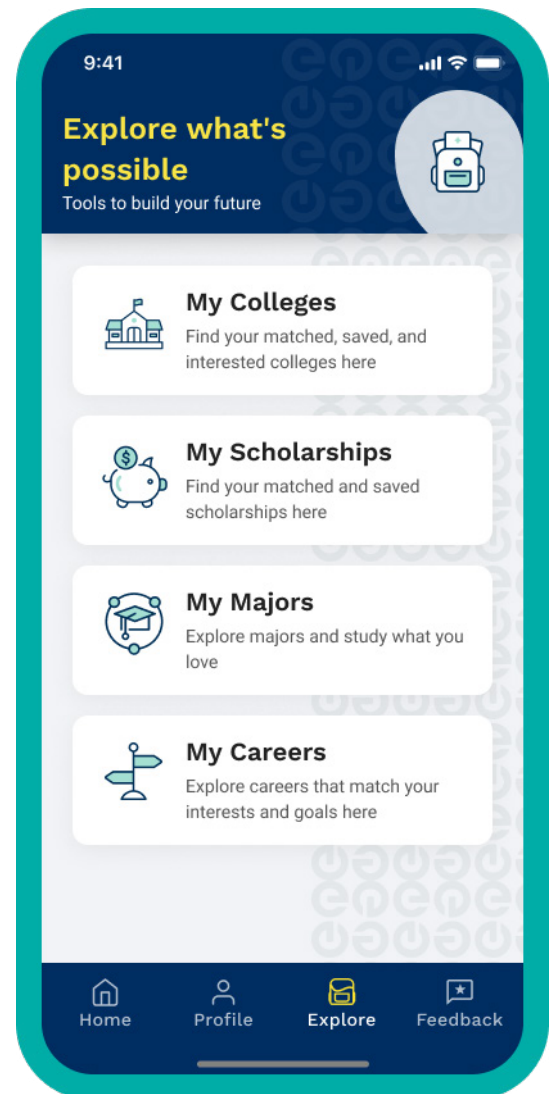 9:41
Explore what's
possible
Tools to build your future
My Colleges
Find your matched, saved, and
interested colleges here
$
My Scholarships
Find your matched and saved
scholarships here
My Majors
Explore majors and study what you
love
My Careers
Explore careers that match your
interests and goals here
Home Profile Explore Feedback